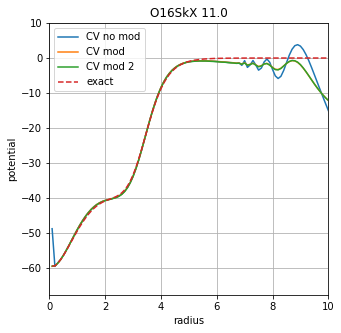 O16SkX 11.0
CV no mod
CV mod
CV mod 2
exact
10
0
−10
−20
−30
−40
−50
−60
potential
0
2
4
6
8
10
radius